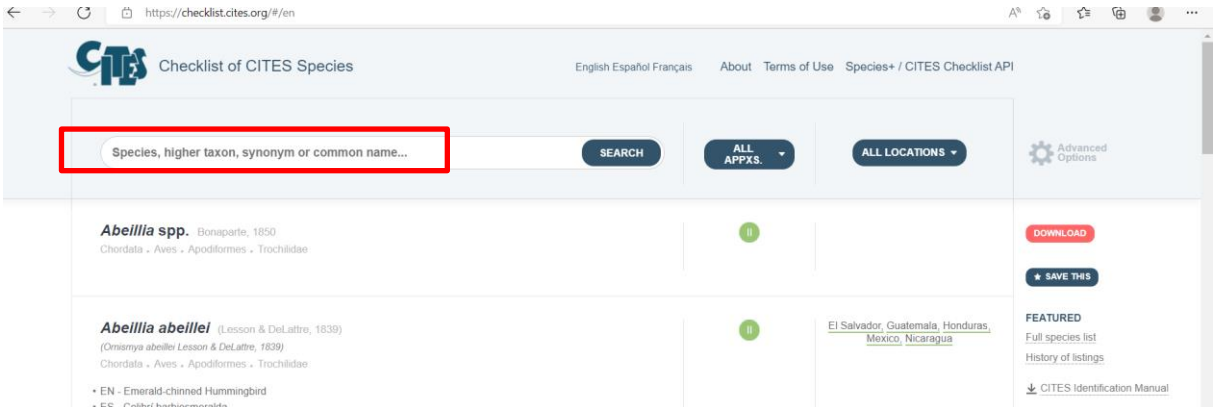 https://checklist.cites.org/#/en
CITES Checklist of CITES Species
English Español Français About Terms of Use Species+ / CITES Checklist API
Species, higher taxon, synonym or common name...
SEARCH
ALL
APPXS.
ALL LOCATIONS
Advanced
Options
Abeillia spp. Bonaparte, 1850
Chordata • Aves • Apodiformes • Trochilidae
II
DOWNLOAD
★ SAVE THIS
Abeillia abeillei (Lesson & DeLattre, 1839)
(Ornismya abeillei Lesson & DeLattre, 1839)
Chordata • Aves • Apodiformes • Trochilidae
• EN - Emerald-chinned Hummingbird
• ES - Colibrí barbiesmeralda
II
El Salvador, Guatemala, Honduras,
Mexico, Nicaragua
FEATURED
Full species list
History of listings
CITES Identification Manual